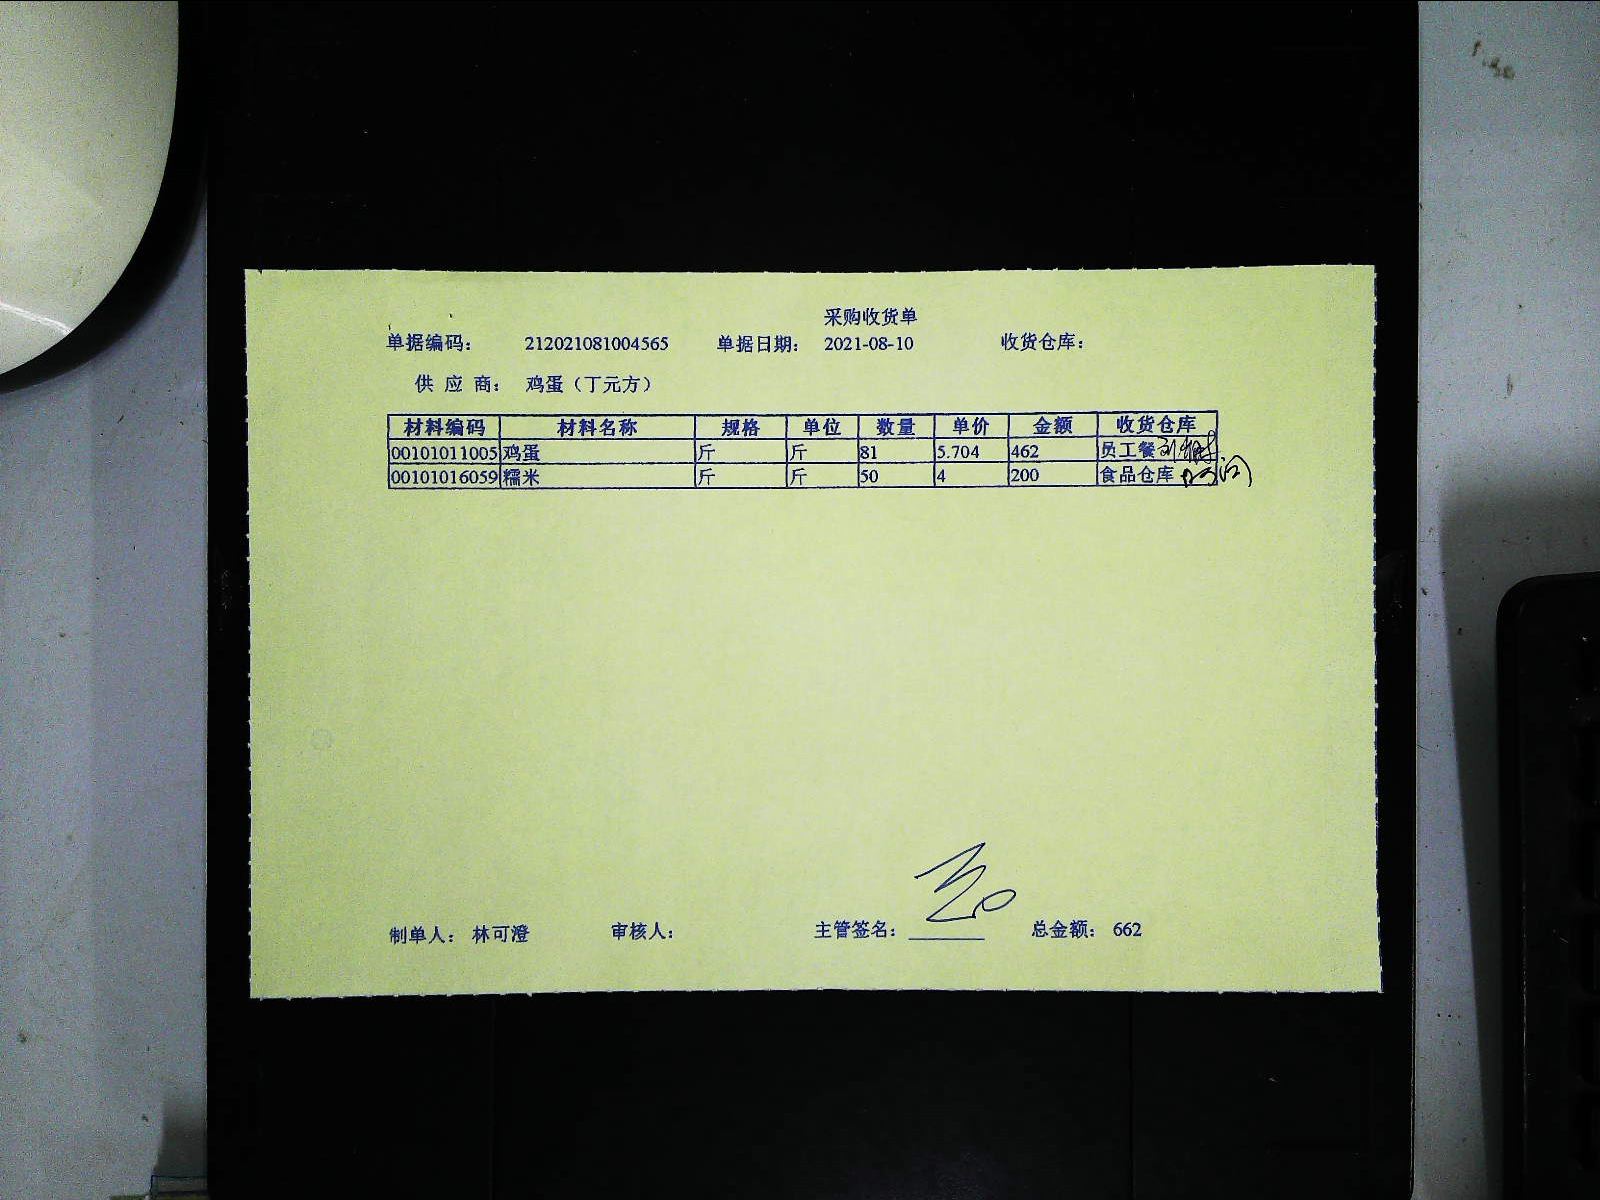 采购收货单
单据编码： 212021081004565 单据日期： 2021-08-10 收货仓库：
供 应 商： 鸡蛋（丁元方）
材料编码 材料名称 规格 单位 数量 单价 金额 收货仓库
00101011005 鸡蛋 斤 斤 81 5.704 462 员工餐
00101016059 糯米 斤 斤 50 4 200 食品仓库
制单人： 林可澄 审核人： 主管签名： 总金额： 662